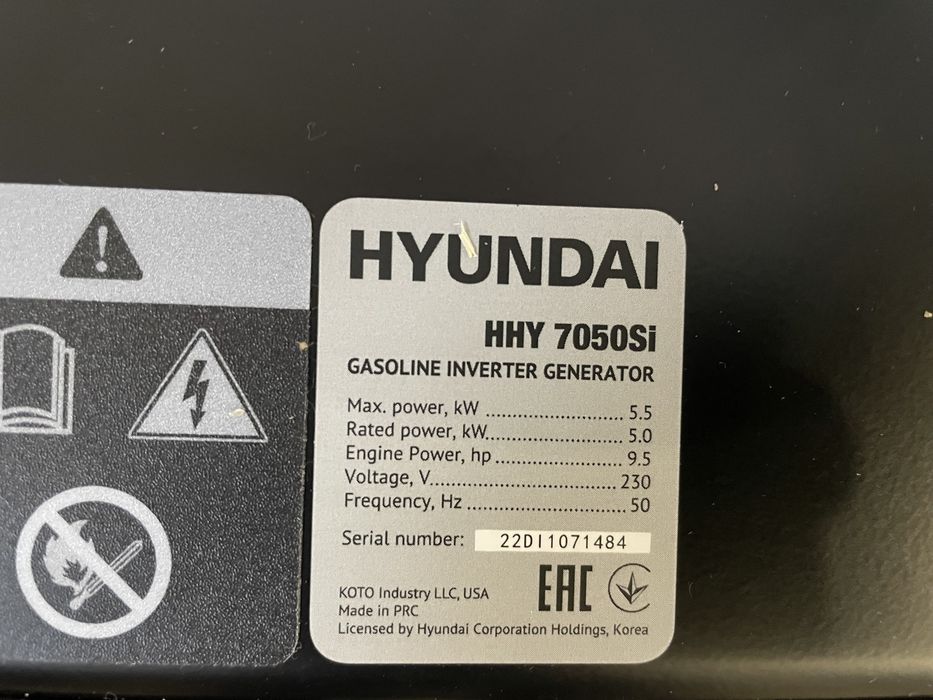 HYUNDAI
HHY 7050Si
GASOLINE INVERTER GENERATOR
Max. power, kW ........................ 5.5
Rated power, kW........................ 5.0
Engine Power, hp ...................... 9.5
Voltage, V................................. 230
Frequency, Hz ............................ 50
Serial number: 22DI1071484
EAC
KOTO Industry LLC, USA
Made in PRC
Licensed by Hyundai Corporation Holdings, Korea